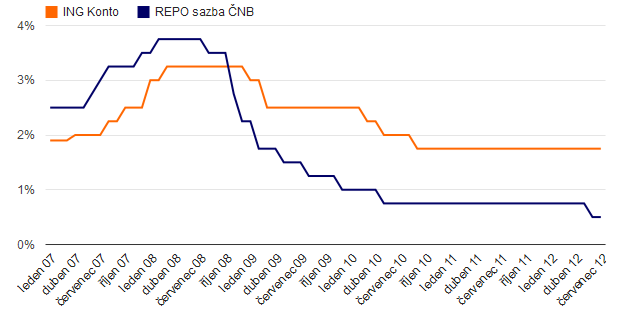 ING Konto
REPO sazba ČNB
4%
3%
2%
1%
0%
leden 07
duben 07
červenec 07
říjen 07
leden 08
duben 08
červenec 08
říjen 08
leden 09
duben 09
červenec 09
říjen 09
leden 10
duben 10
červenec 10
říjen 10
leden 11
duben 11
červenec 11
říjen 11
leden 12
duben 12
červenec 12